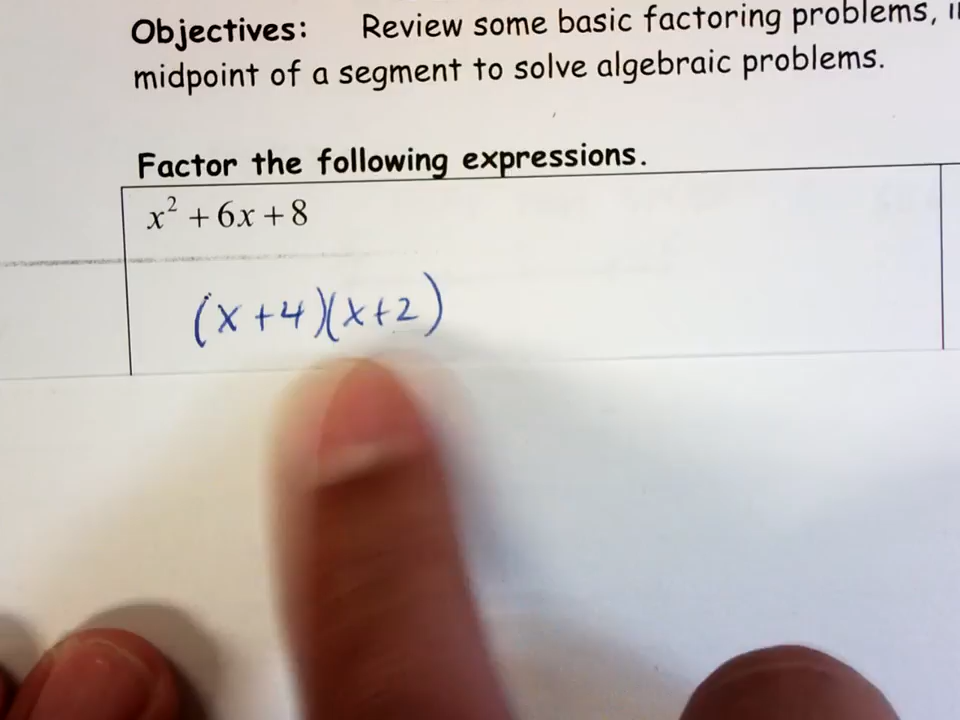 Objectives: Review some basic factoring problems,
midpoint of a segment to solve algebraic problems.
Factor the following expressions.
x² + 6x + 8
(x+4)(x+2)